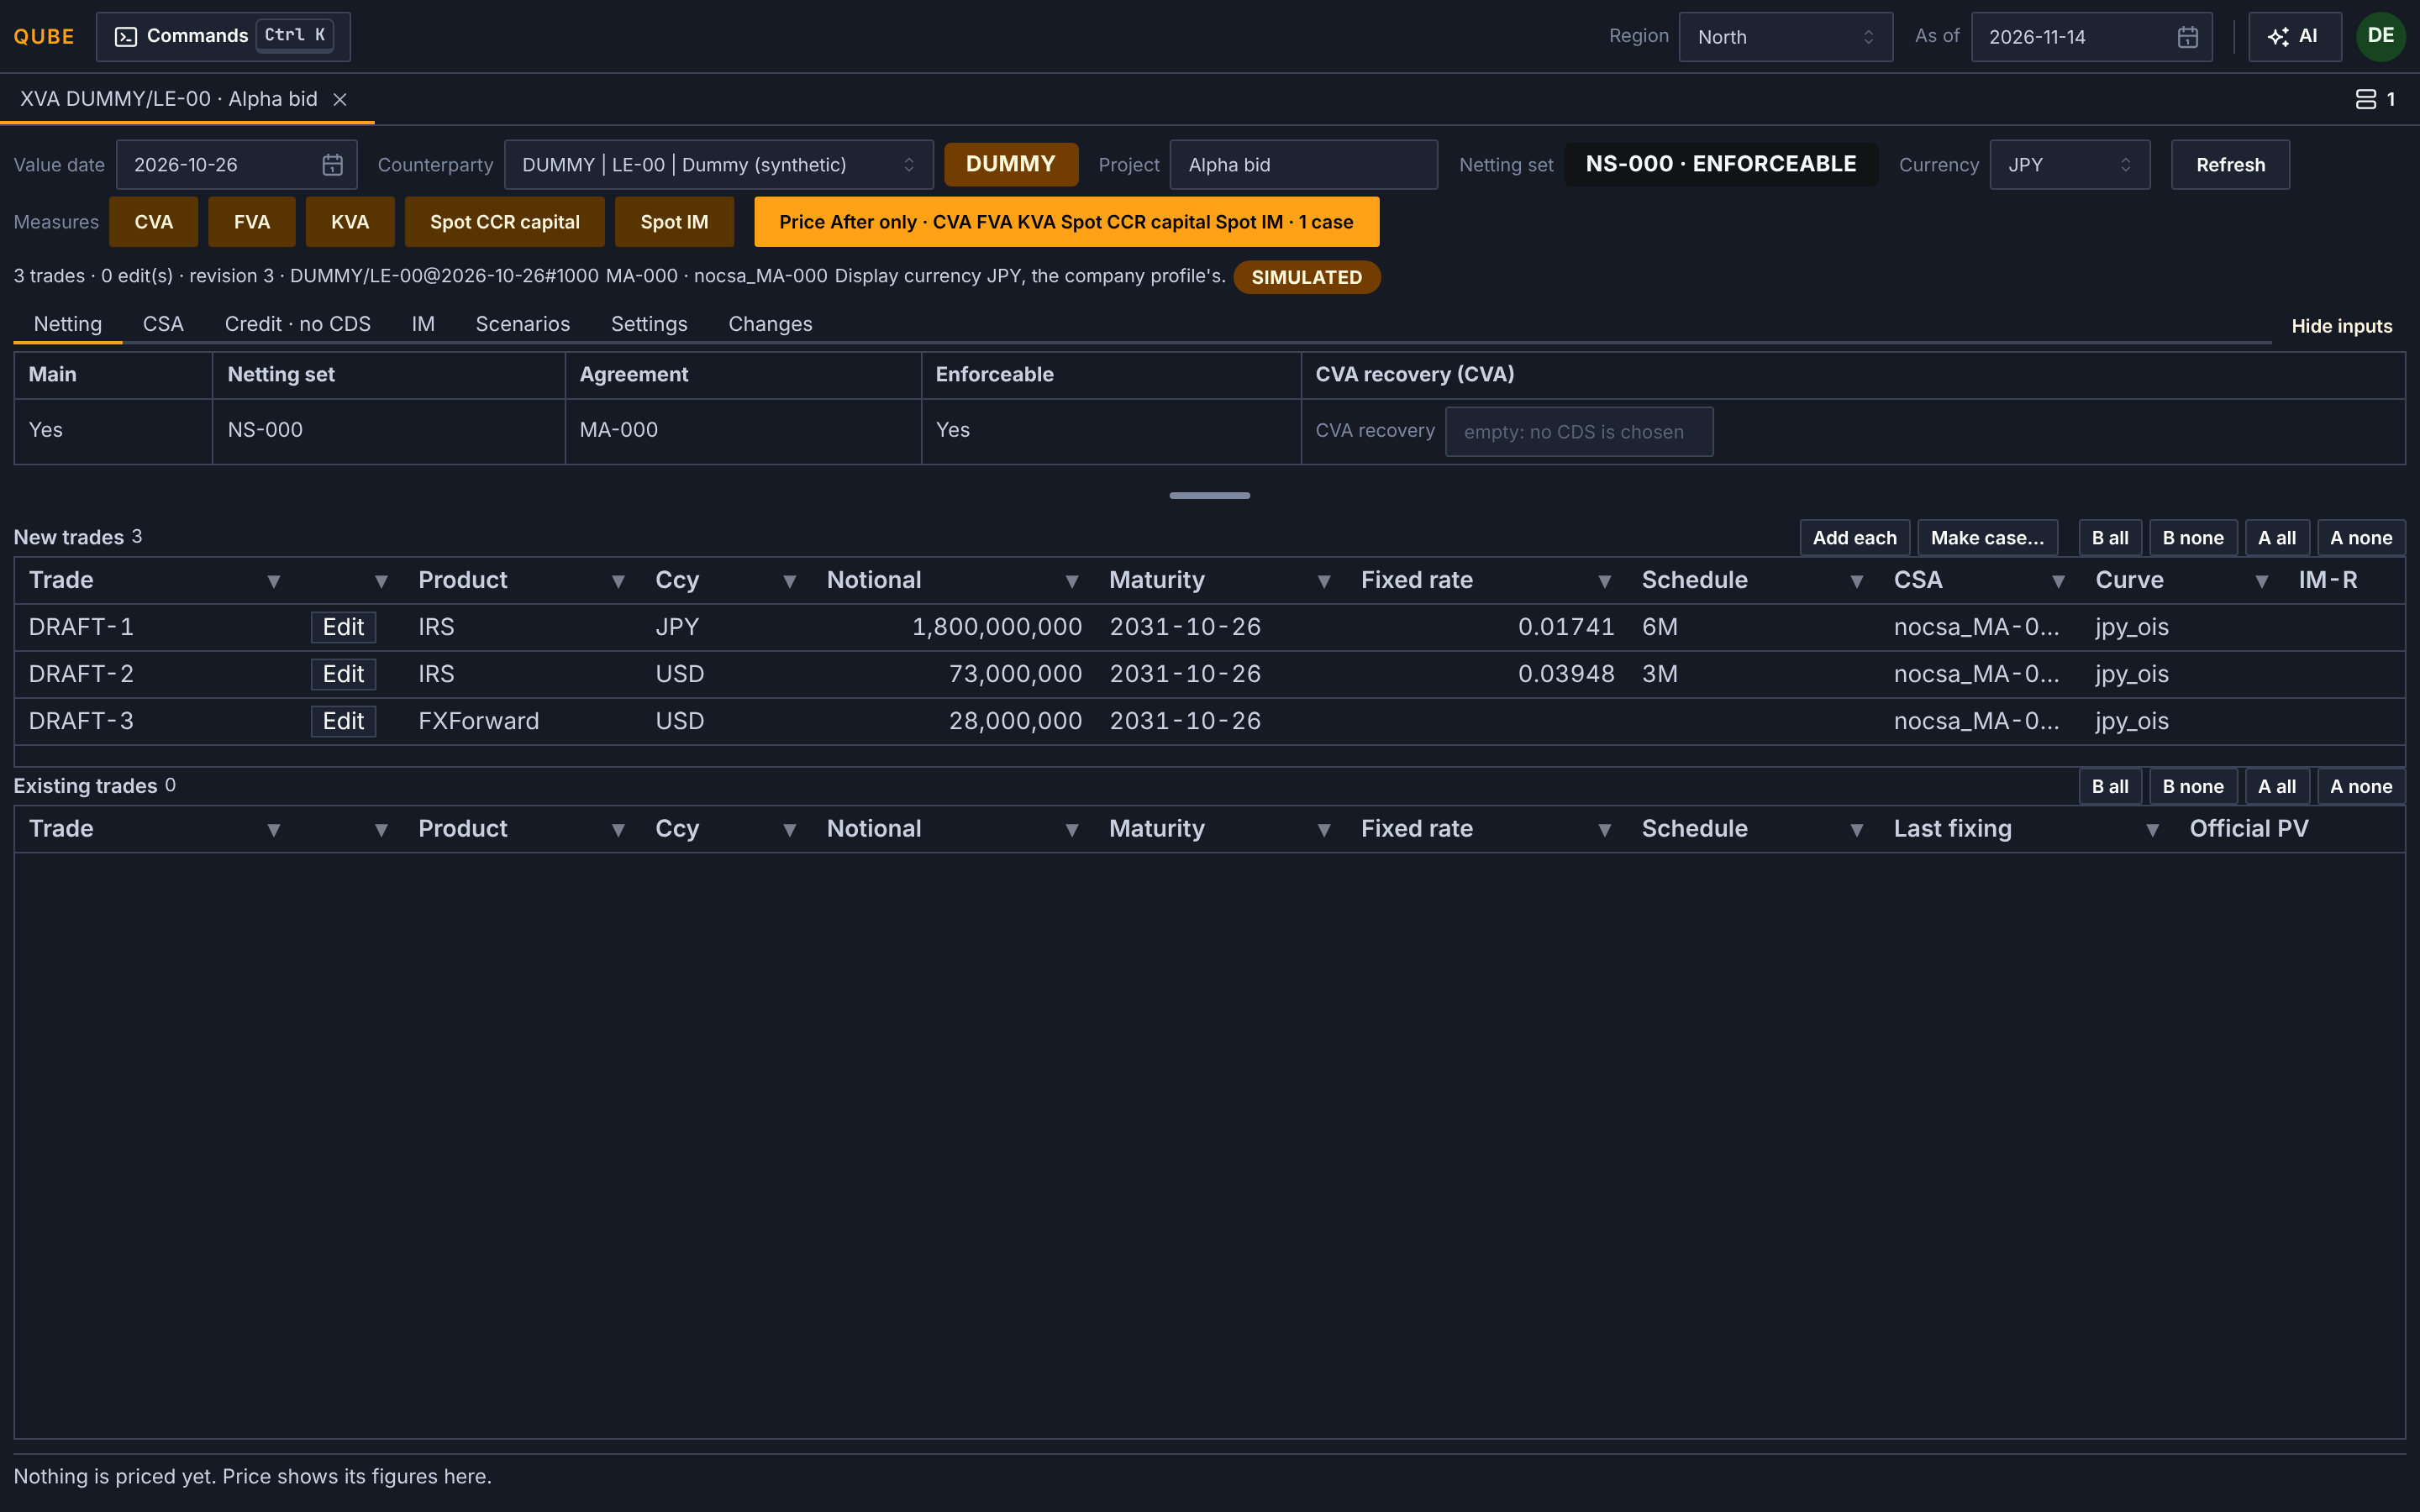 QUBE Commands Ctrl K Region North As of 2026-11-14 AI DE
XVA DUMMY/LE-00 · Alpha bid 1
Value date 2026-10-26 Counterparty DUMMY | LE-00 | Dummy (synthetic) DUMMY Project Alpha bid Netting set NS-000 · ENFORCEABLE Currency JPY Refresh
Measures CVA FVA KVA Spot CCR capital Spot IM Price After only · CVA FVA KVA Spot CCR capital Spot IM · 1 case
3 trades · 0 edit(s) · revision 3 · DUMMY/LE-00@2026-10-26#1000 MA-000 · nocsa_MA-000 Display currency JPY, the company profile's. SIMULATED
Netting CSA Credit · no CDS IM Scenarios Settings Changes Hide inputs
Main Netting set Agreement Enforceable CVA recovery (CVA)
Yes NS-000 MA-000 Yes CVA recovery empty: no CDS is chosen
New trades 3 Add each Make case... B all B none A all A none
Trade Product Ccy Notional Maturity Fixed rate Schedule CSA Curve IM-R
DRAFT-1 Edit IRS JPY 1,800,000,000 2031-10-26 0.01741 6M nocsa_MA-0... jpy_ois
DRAFT-2 Edit IRS USD 73,000,000 2031-10-26 0.03948 3M nocsa_MA-0... jpy_ois
DRAFT-3 Edit FXForward USD 28,000,000 2031-10-26 nocsa_MA-0... jpy_ois
Existing trades 0 B all B none A all A none
Trade Product Ccy Notional Maturity Fixed rate Schedule Last fixing Official PV
Nothing is priced yet. Price shows its figures here.